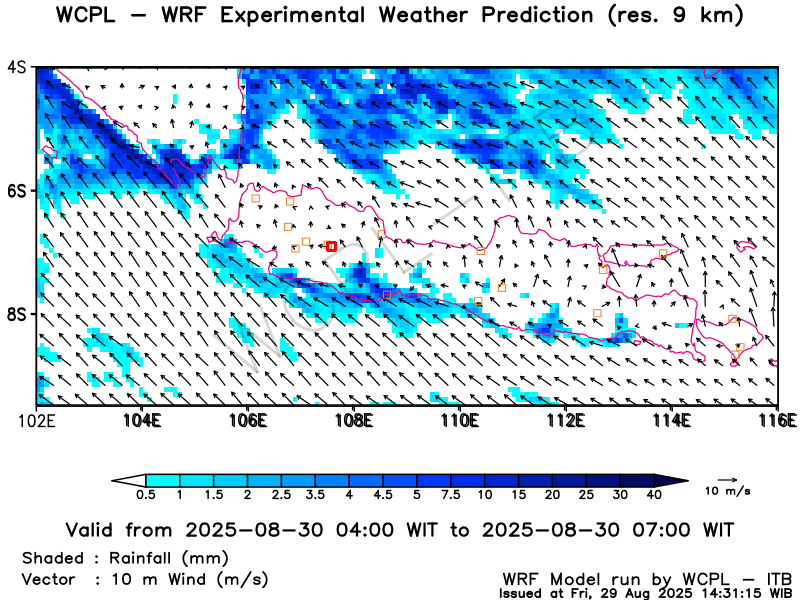 WCPL – WRF Experimental Weather Prediction (res. 9 km)
4S
6S
8S
102E 104E 106E 108E 110E 112E 114E 116E
0.5 1 1.5 2 2.5 3.5 4 4.5 5 7.5 10 15 20 25 30 40
10 m/s
Valid from 2025-08-30 04:00 WIT to 2025-08-30 07:00 WIT
Shaded : Rainfall (mm)
Vector : 10 m Wind (m/s)
WRF Model run by WCPL – ITB
Issued at Fri, 29 Aug 2025 14:31:15 WIB